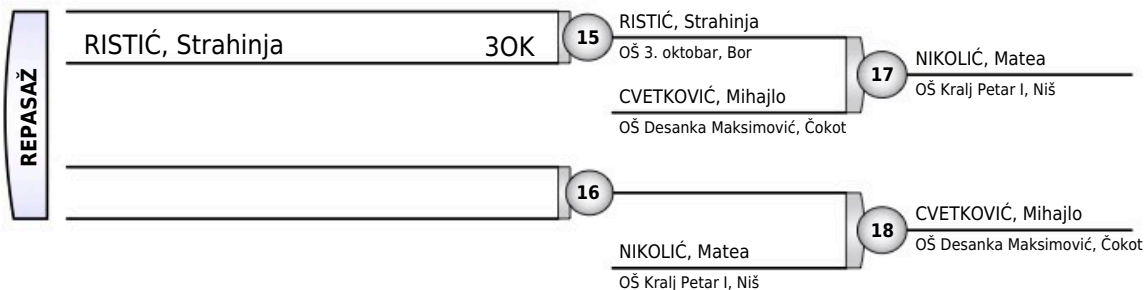 REPASAŽ
RISTIĆ, Strahinja 3OK
15
RISTIĆ, Strahinja
OŠ 3. oktobar, Bor
CVETKOVIĆ, Mihajlo
OŠ Desanka Maksimović, Čokot
17
NIKOLIĆ, Matea
OŠ Kralj Petar I, Niš
16
NIKOLIĆ, Matea
OŠ Kralj Petar I, Niš
18
CVETKOVIĆ, Mihajlo
OŠ Desanka Maksimović, Čokot